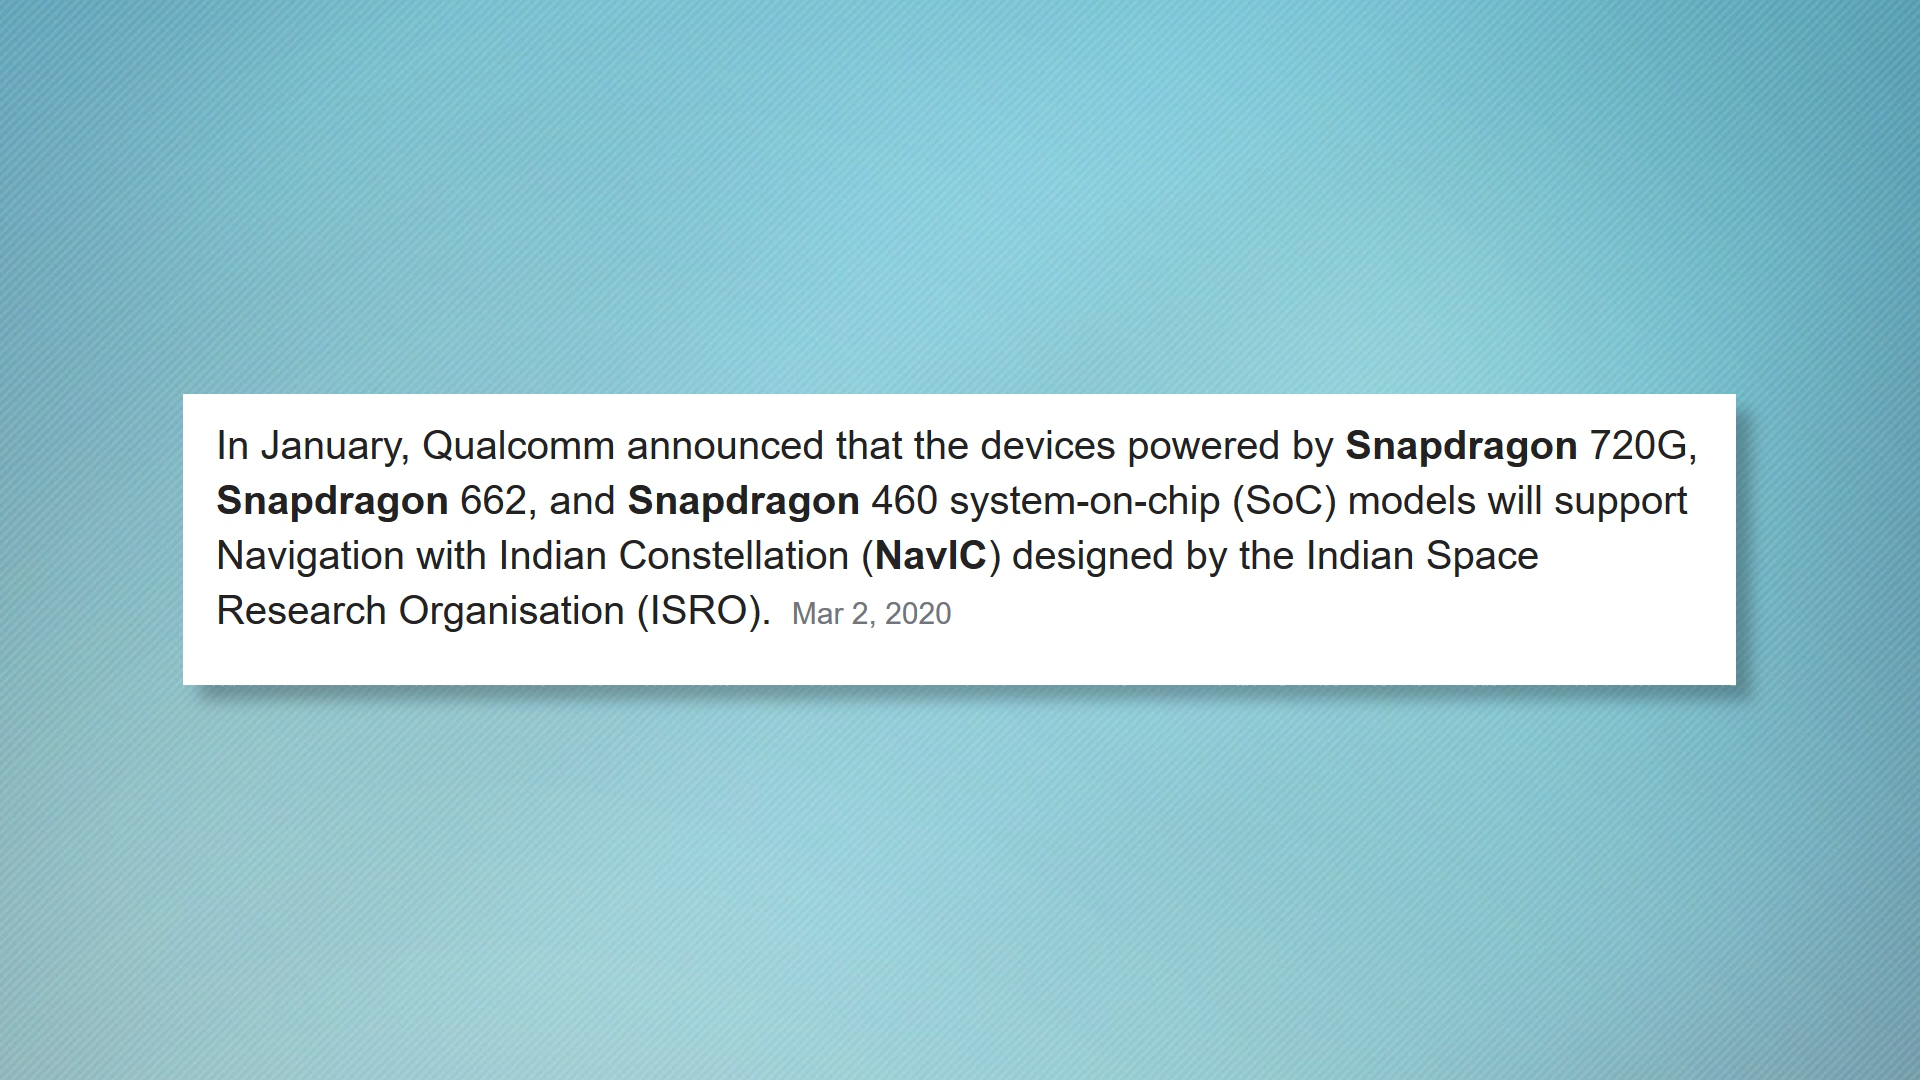 In January, Qualcomm announced that the devices powered by Snapdragon 720G,
Snapdragon 662, and Snapdragon 460 system-on-chip (SoC) models will support
Navigation with Indian Constellation (NavIC) designed by the Indian Space
Research Organisation (ISRO). Mar 2, 2020